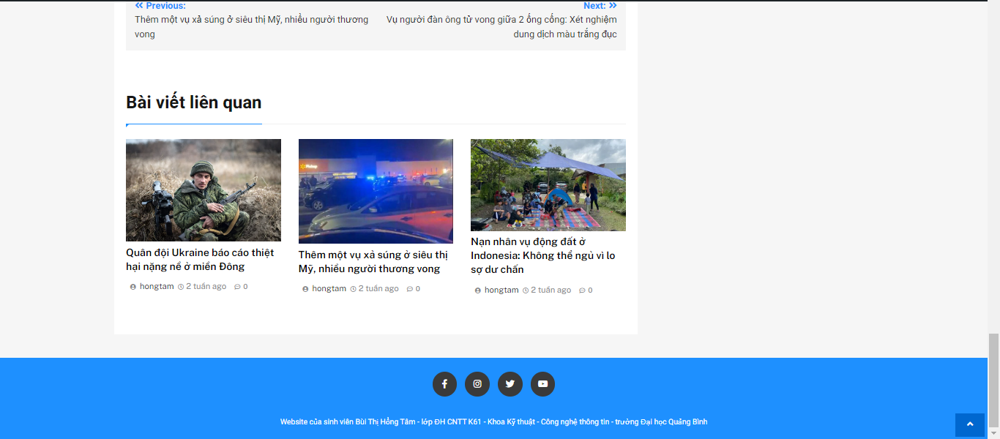 Previous:
Next:
Thêm một vụ xả súng ở siêu thị Mỹ, nhiều người thương
vong
Vụ người đàn ông tử vong giữa 2 ống cống: Xét nghiệm
dung dịch màu trắng đục
Bài viết liên quan
Quân đội Ukraine báo cáo thiệt
hại nặng nề ở miền Đông
hongtam 2 tuần ago 0
Thêm một vụ xả súng ở siêu thị
Mỹ, nhiều người thương vong
hongtam 2 tuần ago 0
Nạn nhân vụ động đất ở
Indonesia: Không thể ngủ vì lo
sợ dư chấn
hongtam 2 tuần ago 0
Website của sinh viên Bùi Thị Hồng Tâm - lớp ĐH CNTT K61 - Khoa Kỹ thuật - Công nghệ thông tin - trường Đại học Quảng Bình